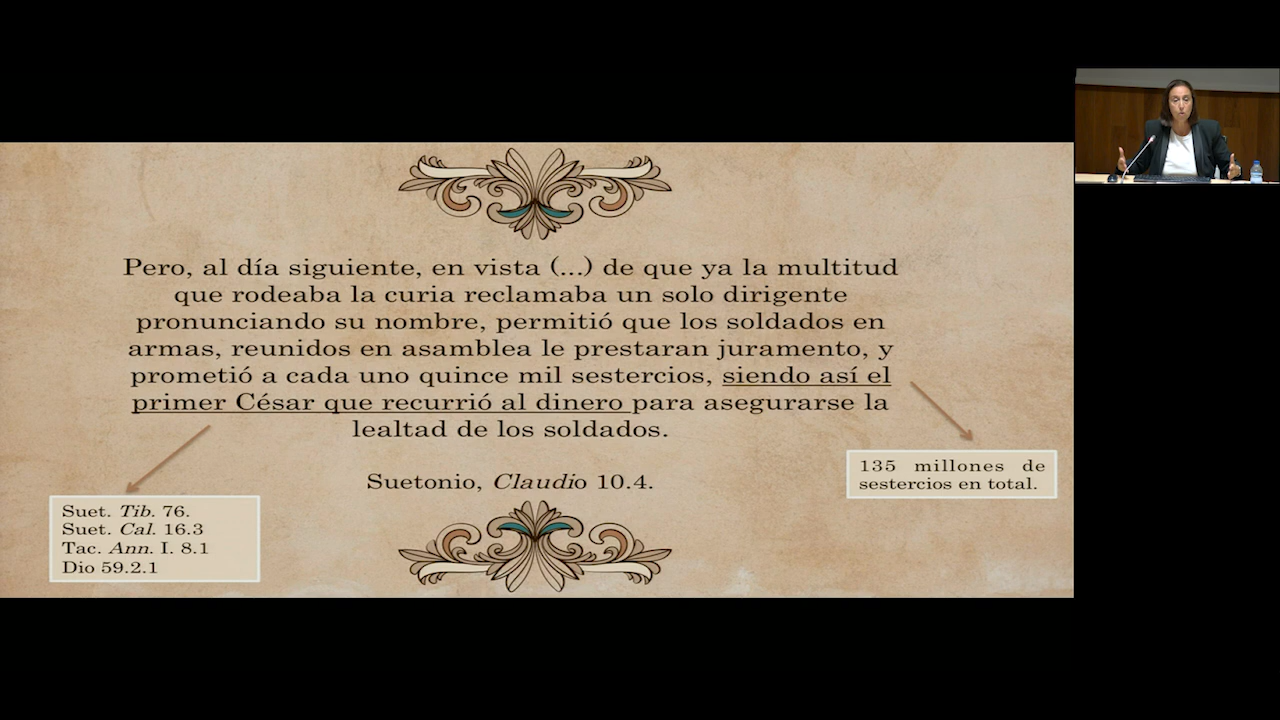 Pero, al día siguiente, en vista (...) de que ya la multitud
que rodeaba la curia reclamaba un solo dirigente
pronunciando su nombre, permitió que los soldados en
armas, reunidos en asamblea le prestaran juramento, y
prometió a cada uno quince mil sestercios, siendo así el
primer César que recurrió al dinero para asegurarse la
lealtad de los soldados.
Suetonio, Claudio 10.4.
135 millones de
sestercios en total.
Suet. Tib. 76.
Suet. Cal. 16.3
Tac. Ann. I. 8.1
Dio 59.2.1